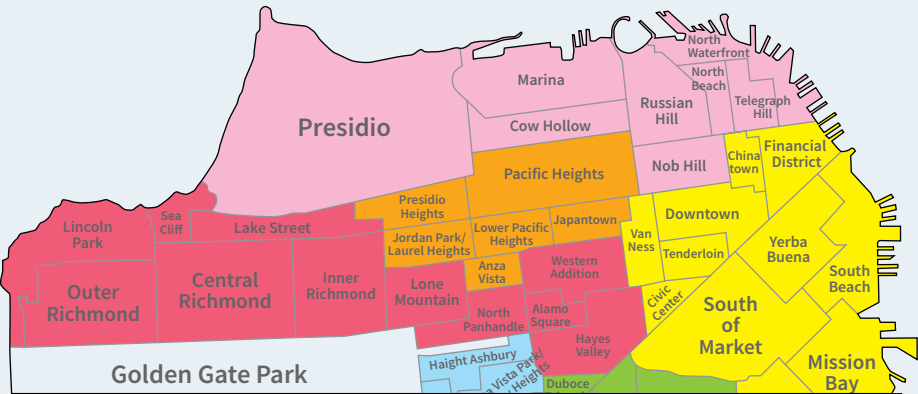 North
Waterfront
Marina
North
Beach
Russian
Hill
Telegraph
Hill
Presidio
Cow Hollow
Nob Hill
China
town
Financial
District
Pacific Heights
Presidio
Heights
Sea
Cliff
Lincoln
Park
Lake Street
Jordan Park/
Laurel Heights
Lower Pacific
Heights
Japantown
Van
Ness
Downtown
Tenderloin
Yerba
Buena
South
Beach
Outer
Richmond
Central
Richmond
Inner
Richmond
Lone
Mountain
Anza
Vista
Western
Addition
Civic
Center
North
Panhandle
Alamo
Square
Hayes
Valley
South
of
Market
Mission
Bay
Golden Gate Park
Haight Ashbury
Vista Park/
Heights
Duboce